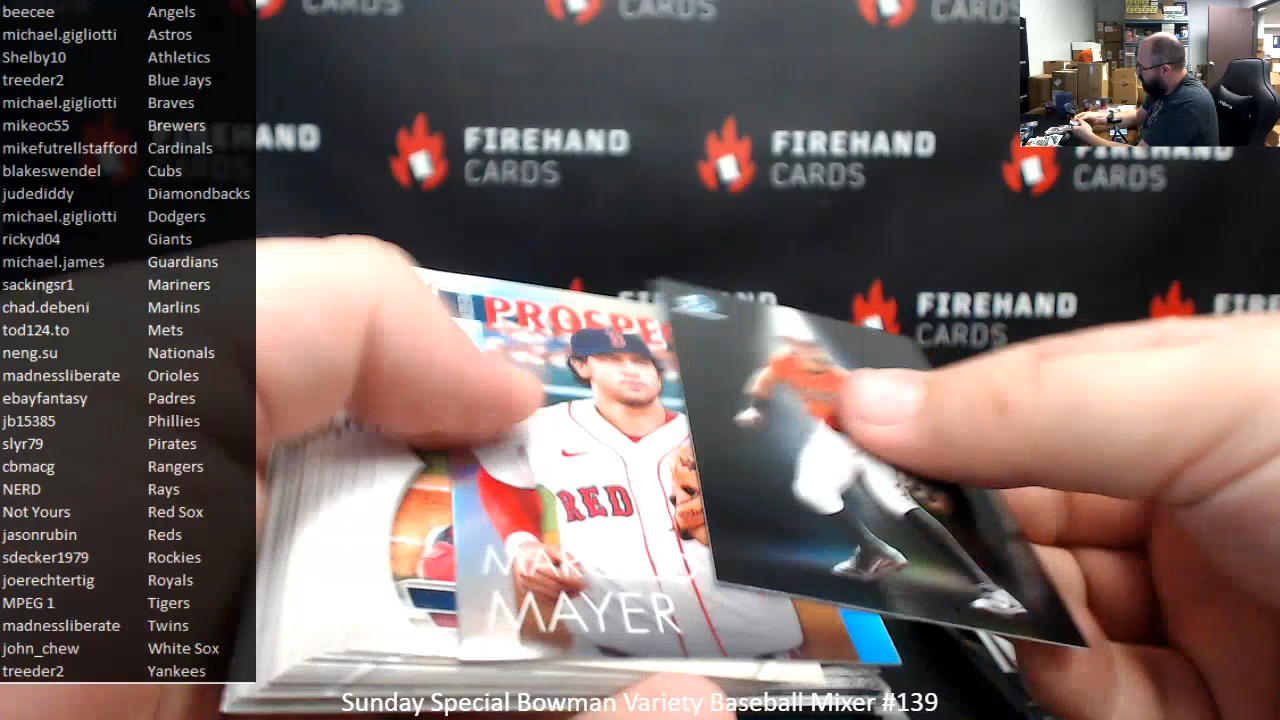 beecee Angels
michael.gigliotti Astros
Shelby10 Athletics
treeder2 Blue Jays
michael.gigliotti Braves
mikeoc55 Brewers
mikefutrellstafford Cardinals
blakeswendel Cubs
judediddy Diamondbacks
michael.gigliotti Dodgers
rickyd04 Giants
michael.james Guardians
sackingsr1 Mariners
chad.debeni Marlins
tod124.to Mets
neng.su Nationals
madnessliberate Orioles
ebayfantasy Padres
jb15385 Phillies
slyr79 Pirates
cbmacg Rangers
NERD Rays
Not Yours Red Sox
jasonrubin Reds
sdecker1979 Rockies
joerechtertig Royals
MPEG 1 Tigers
madnessliberate Twins
john_chew White Sox
treeder2 Yankees
CARDS
CARDS
CARDS
FIREHAND
CARDS
FIREHAND
CARDS
CARDS
FIREHAND
CARDS
RED
MAYER
Sunday Special Bowman Variety Baseball Mixer #139